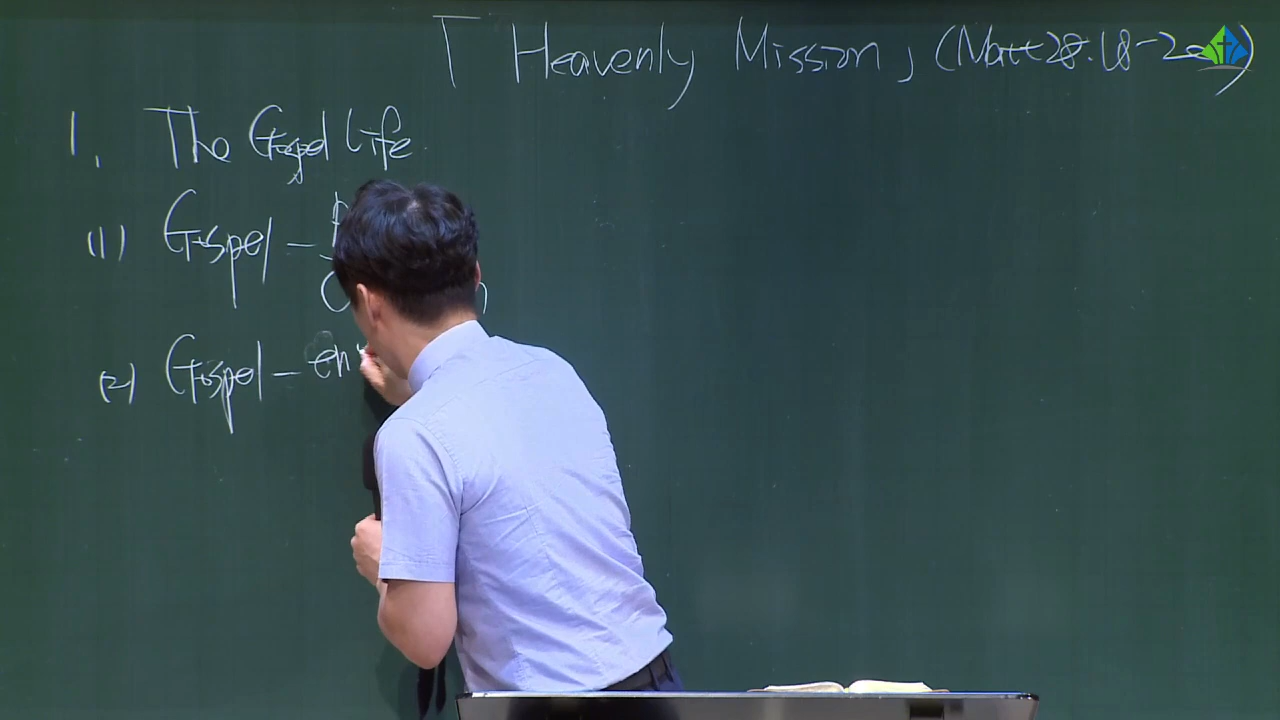 「 Heavenly Mission 」 (Matt 28:18-20)
1. The Gospel Life
(1) Gospel -
(2) Gospel - en